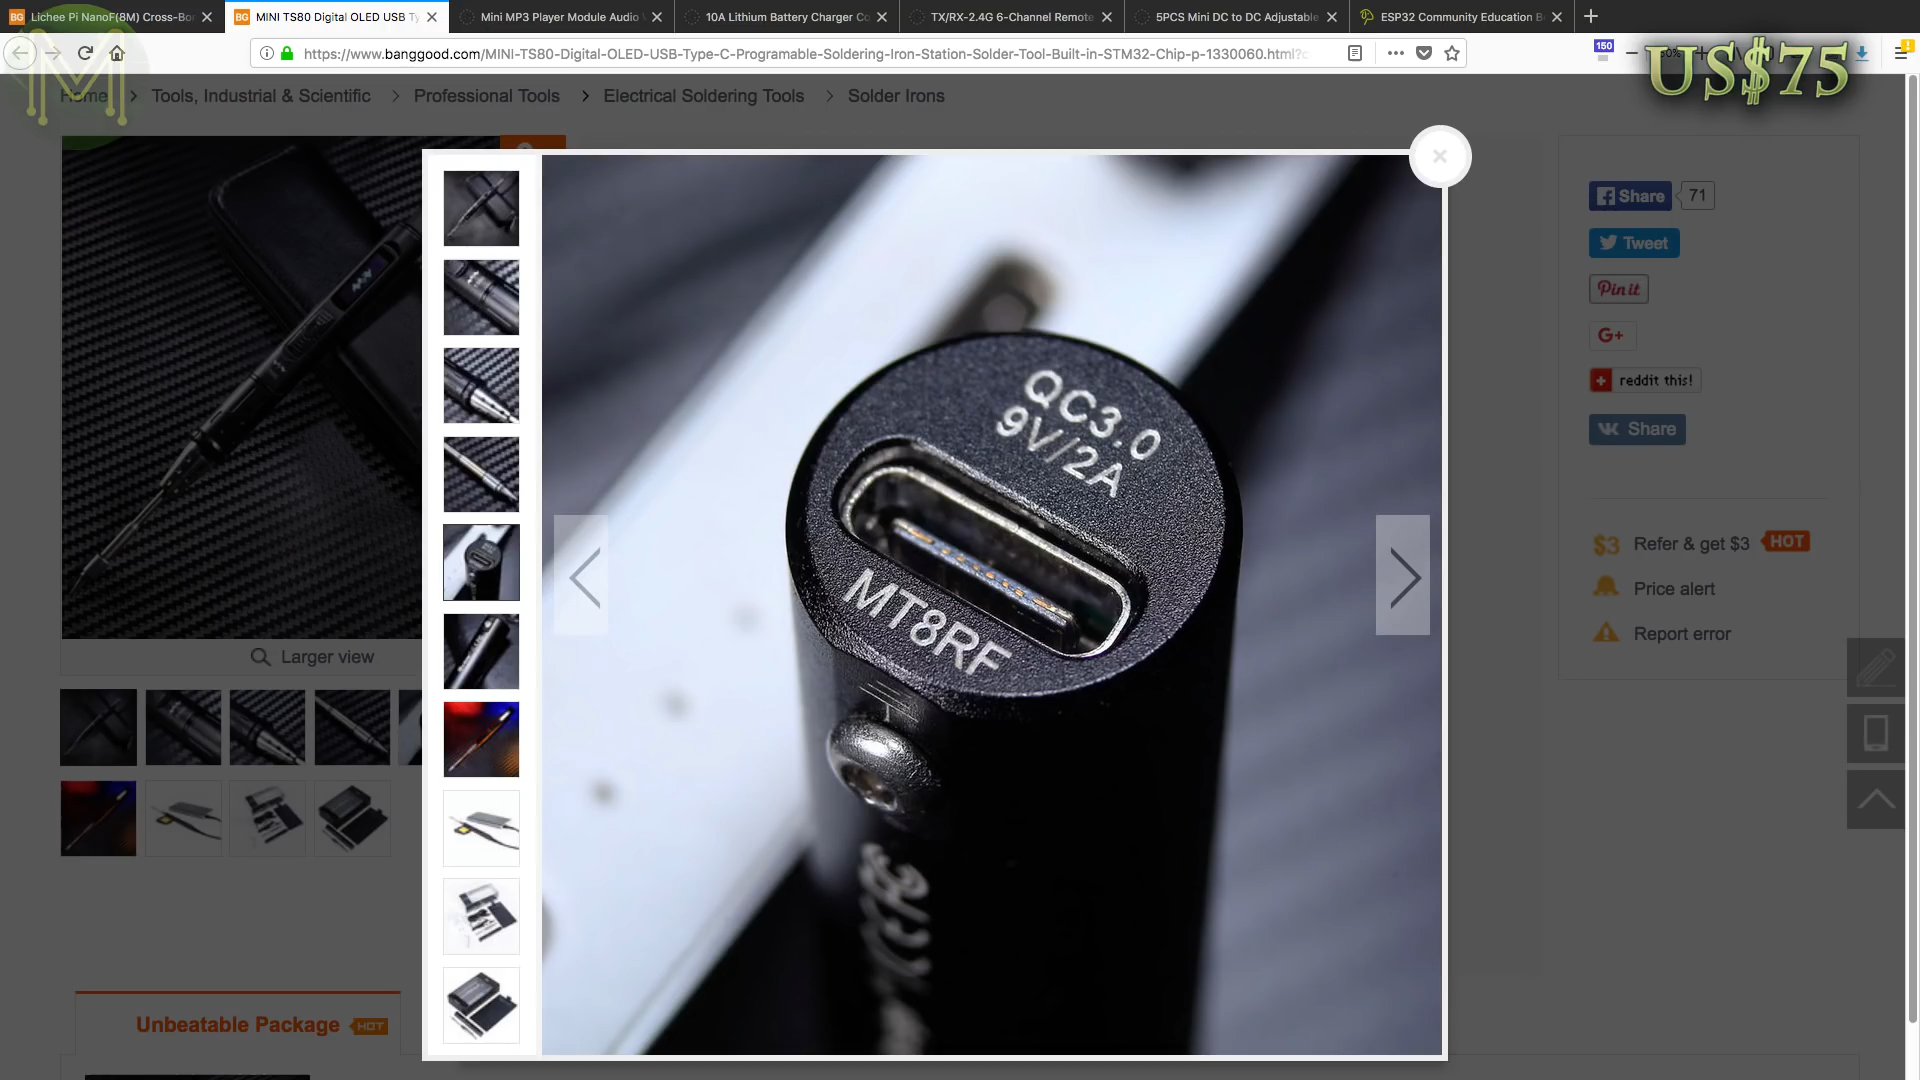 Lichee Pi NanoF(8M) Cross-Bor
MINI TS80 Digital OLED USB Ty
Mini MP3 Player Module Audio
10A Lithium Battery Charger Co
TX/RX-2.4G 6-Channel Remote
5PCS Mini DC to DC Adjustable
ESP32 Community Education B
https://www.banggood.com/MINI-TS80-Digital-OLED-USB-Type-C-Programable-Soldering-Iron-Station-Solder-Tool-Built-in-STM32-Chip-p-1330060.html?c
150
US$75
Home > Tools, Industrial & Scientific > Professional Tools > Electrical Soldering Tools > Solder Irons
QC3.0
9V/2A
MT8RF
Larger view
Unbeatable Package HOT
Share 71
Tweet
Pin it
G+
reddit this!
Share
$3 Refer & get $3 HOT
Price alert
Report error